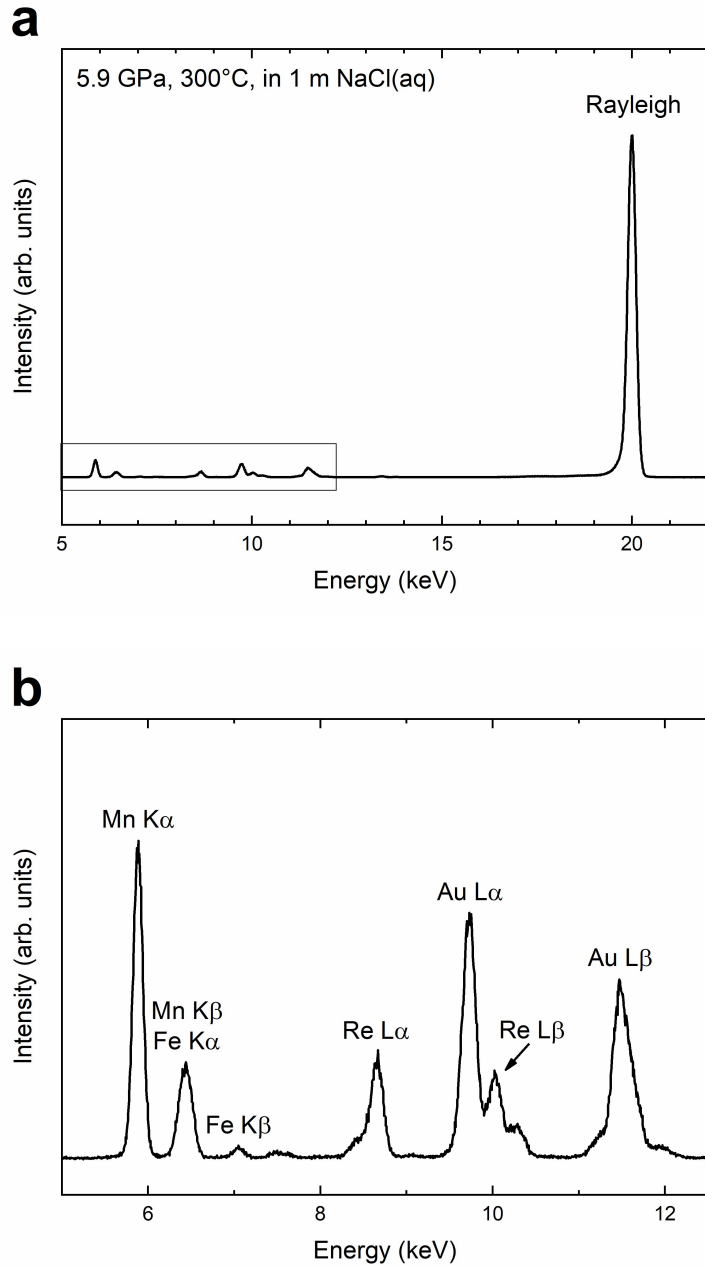 a
5.9 GPa, 300°C, in 1 m NaCl(aq)
Rayleigh
Intensity (arb. units)
5
10
15
20
Energy (keV)
b
Mn Kα
Au Lα
Au Lβ
Mn Kβ
Fe Kα
Re Lα
Re Lβ
Fe Kβ
Intensity (arb. units)
6
8
10
12
Energy (keV)